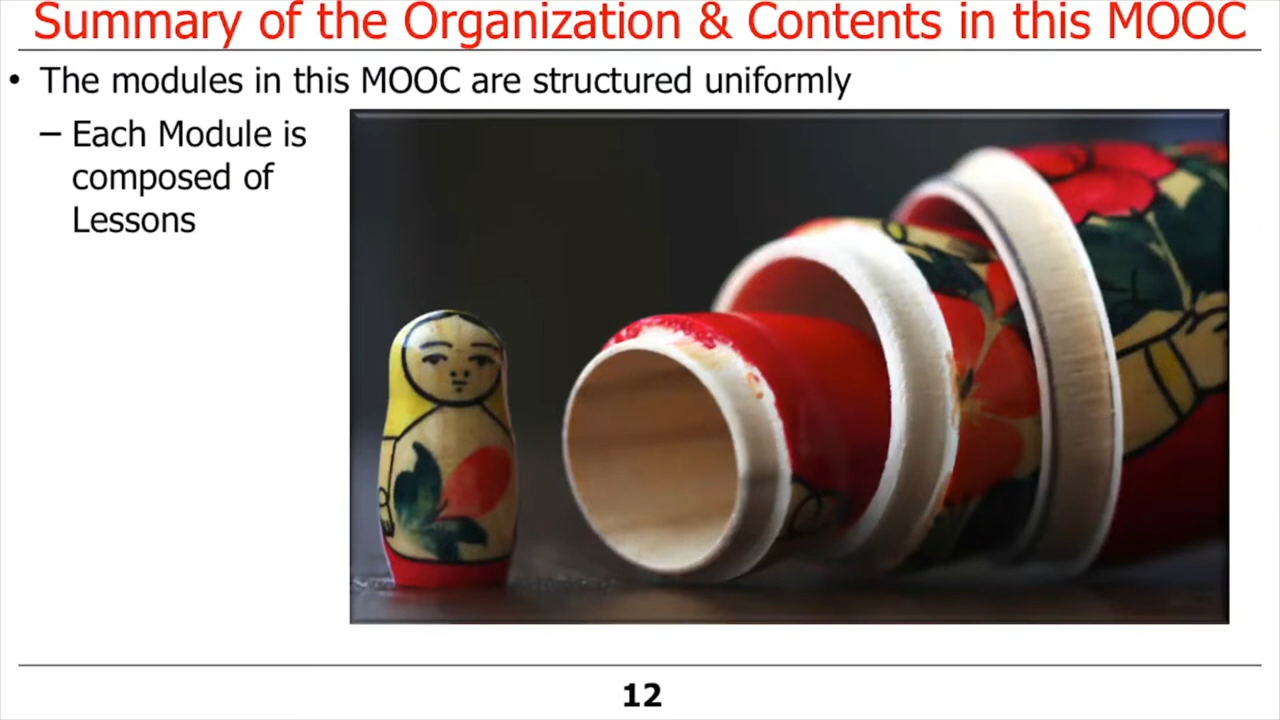 Summary of the Organization & Contents in this MOOC
• The modules in this MOOC are structured uniformly
– Each Module is
composed of
Lessons
12